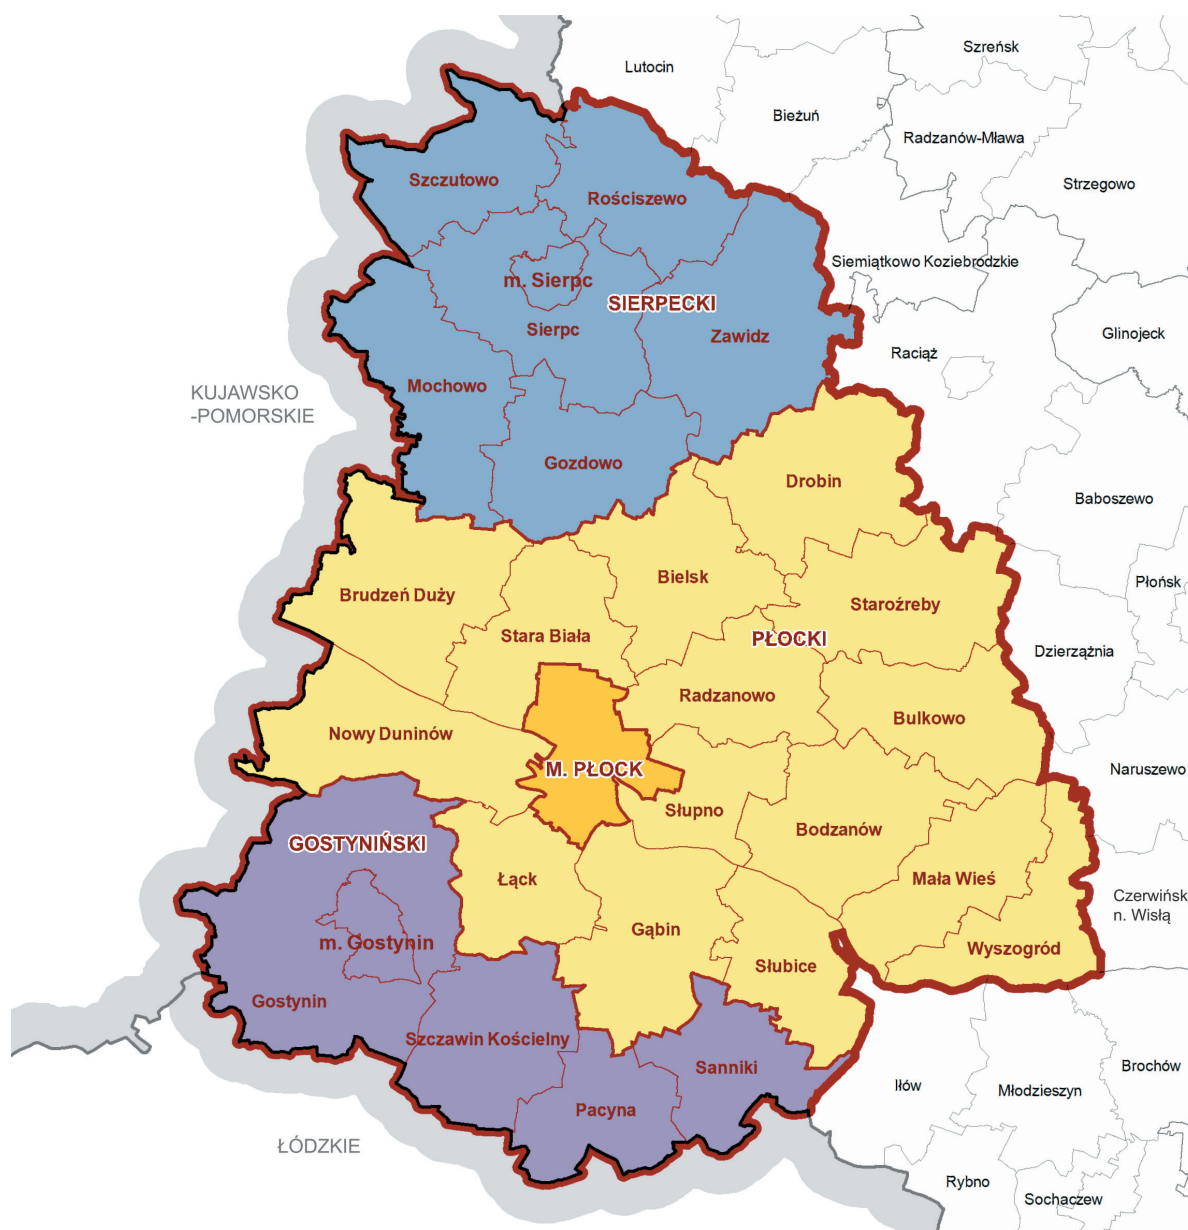 Szreńsk
Lutocin
Bieżuń
Radzanów-Mława
Strzegowo
Szczutowo
Rościszewo
Siemiątkowo Koziebrodzkie
m. Sierpc
SIERPECKI
Sierpc
Zawidz
Glinojeck
Raciąż
Mochowo
KUJAWSKO
-POMORSKIE
Gozdowo
Drobin
Baboszewo
Bielsk
Płońsk
Brudzeń Duży
Staroźreby
Stara Biała
PŁOCKI
Dzierzążnia
Radzanowo
Bulkowo
Nowy Duninów
M. PŁOCK
Naruszewo
Słupno
Bodzanów
GOSTYNIŃSKI
Łąck
Mała Wieś
Czerwińsk
n. Wisłą
Gąbin
m. Gostynin
Wyszogród
Słubice
Gostynin
Szczawin Kościelny
Sanniki
Brochów
Iłów
Młodzieszyn
Pacyna
ŁÓDZKIE
Rybno
Sochaczew